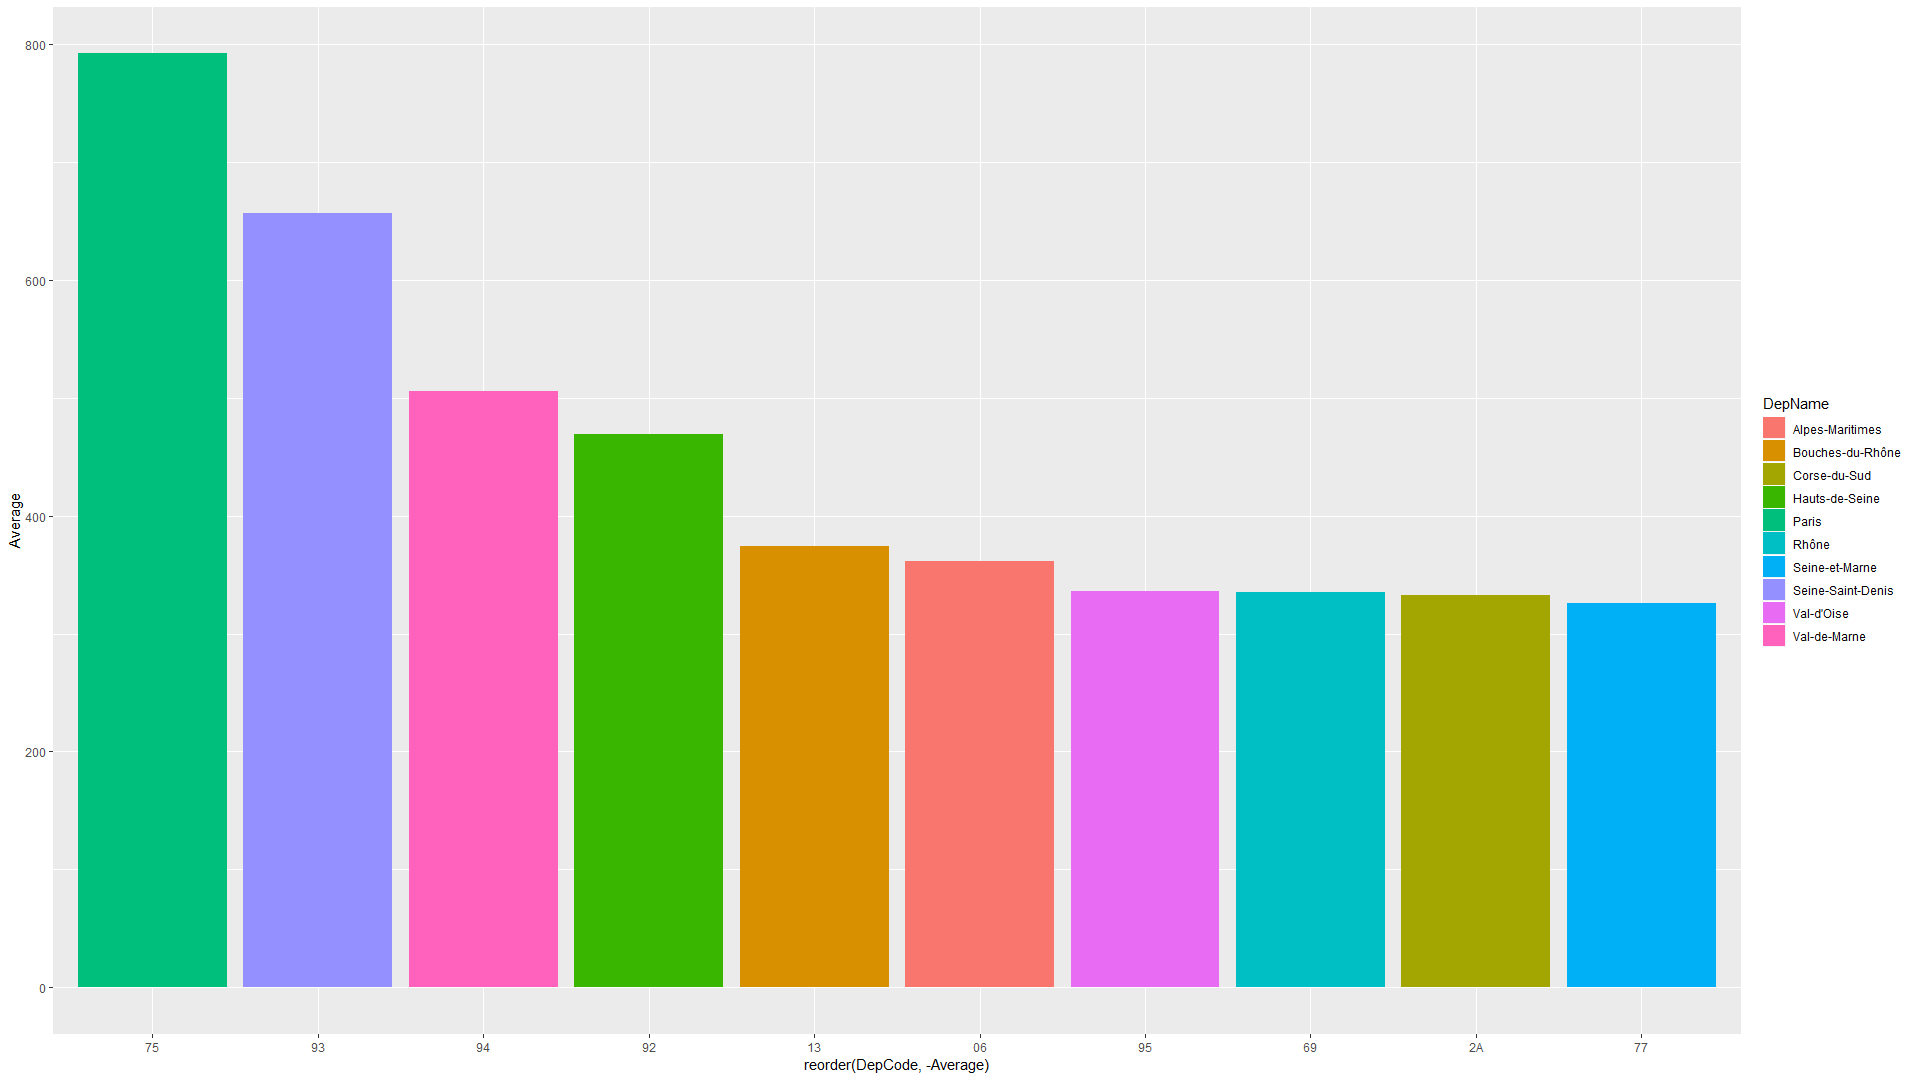 800
600
400
200
0
Average
75 93 94 92 13 06 95 69 2A 77
reorder(DepCode, -Average)
DepName
Alpes-Maritimes
Bouches-du-Rhône
Corse-du-Sud
Hauts-de-Seine
Paris
Rhône
Seine-et-Marne
Seine-Saint-Denis
Val-d'Oise
Val-de-Marne